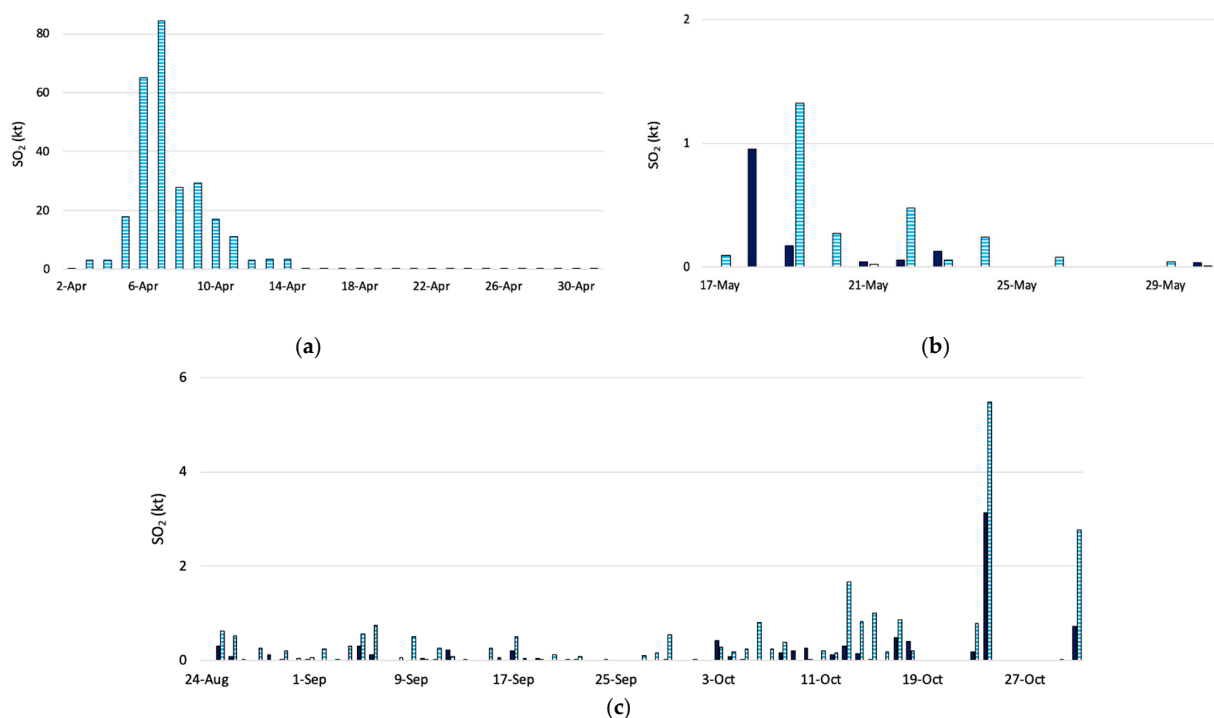 SO₂ (kt)
80
60
40
20
0
2-Apr 6-Apr 10-Apr 14-Apr 18-Apr 22-Apr 26-Apr 30-Apr
(a)
SO₂ (kt)
2
1
0
17-May 21-May 25-May 29-May
(b)
SO₂ (kt)
6
4
2
0
24-Aug 1-Sep 9-Sep 17-Sep 25-Sep 3-Oct 11-Oct 19-Oct 27-Oct
(c)